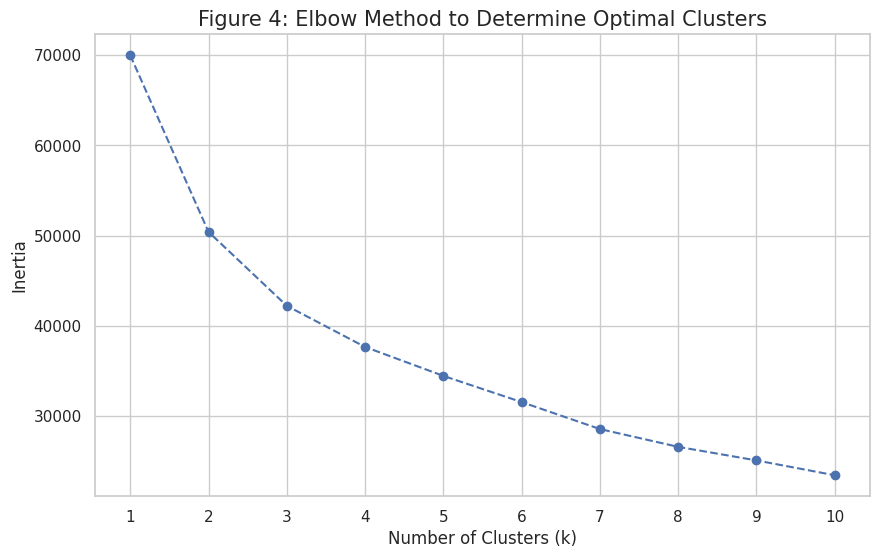 Figure 4: Elbow Method to Determine Optimal Clusters
70000
60000
50000
40000
30000
Inertia
1 2 3 4 5 6 7 8 9 10
Number of Clusters (k)